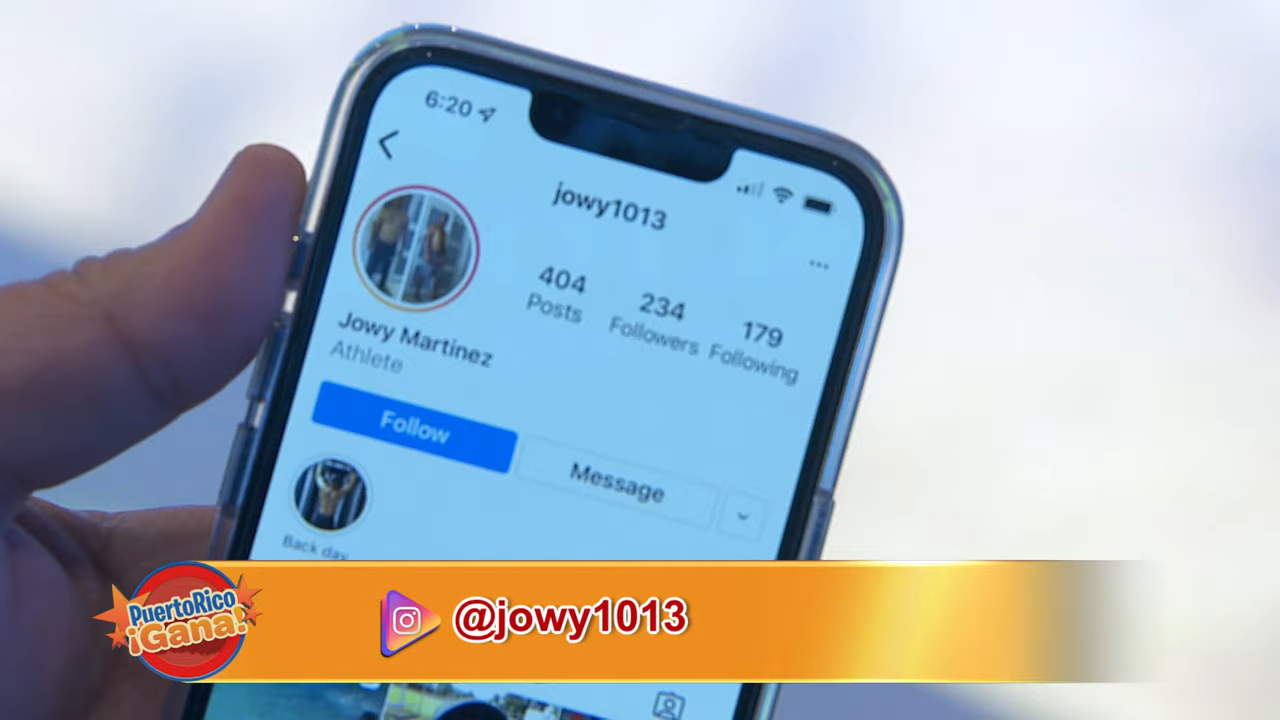 6:20
jowy1013
404
Posts
234
Followers
179
Following
Jowy Martinez
Athlete
Follow
Message
Back day
PuertoRico
¡Gana!
@jowy1013